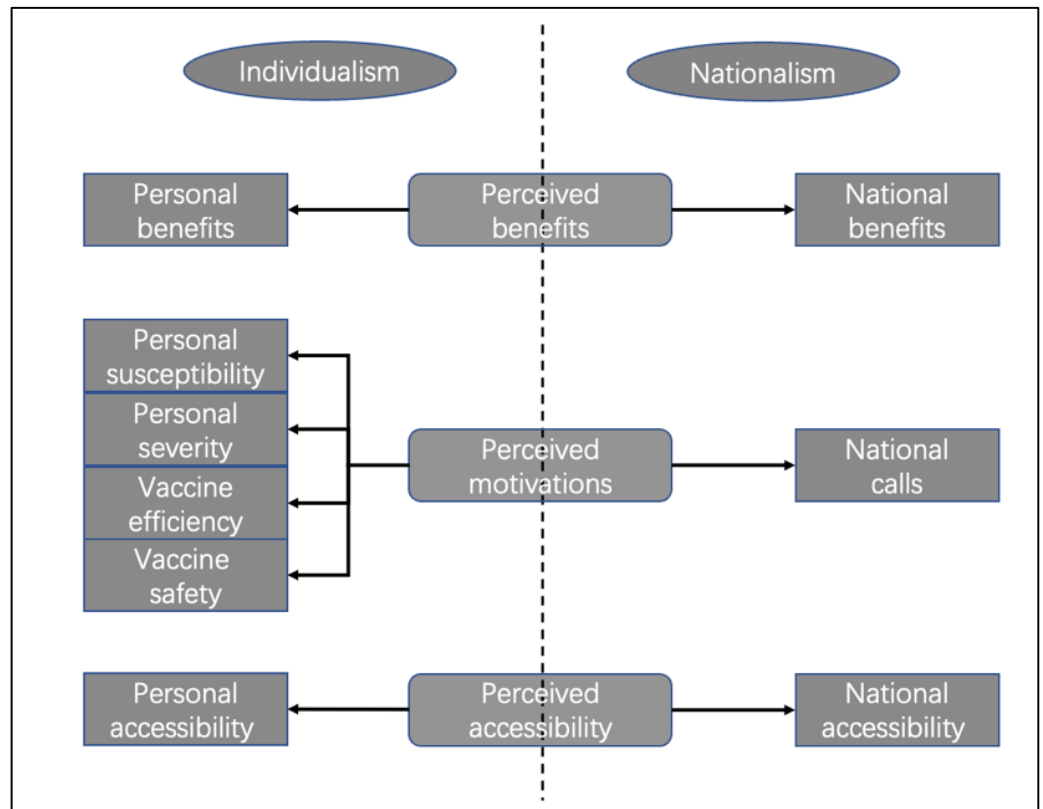 Individualism
Nationalism
Personal
benefits
Perceived
benefits
National
benefits
Personal
susceptibility
Personal
severity
Vaccine
efficiency
Vaccine
safety
Perceived
motivations
National
calls
Personal
accessibility
Perceived
accessibility
National
accessibility